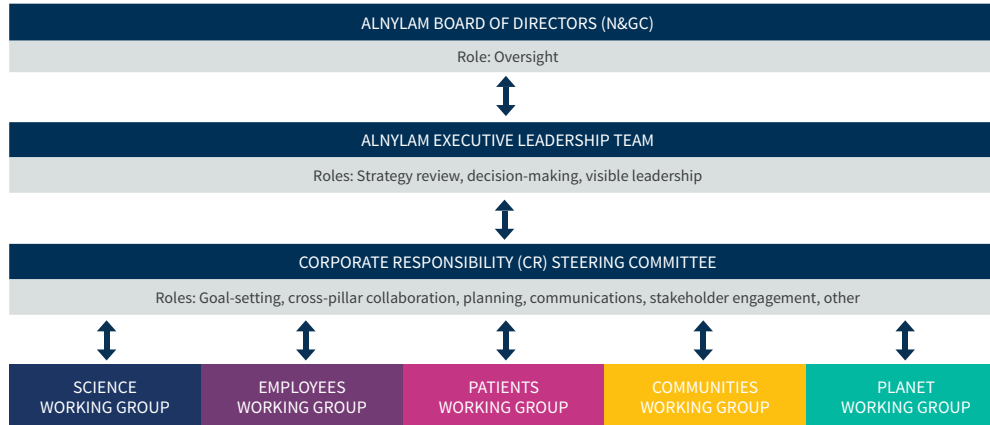 ALNYLAM BOARD OF DIRECTORS (N&GC)
Role: Oversight
ALNYLAM EXECUTIVE LEADERSHIP TEAM
Roles: Strategy review, decision-making, visible leadership
CORPORATE RESPONSIBILITY (CR) STEERING COMMITTEE
Roles: Goal-setting, cross-pillar collaboration, planning, communications, stakeholder engagement, other
SCIENCE
WORKING GROUP
EMPLOYEES
WORKING GROUP
PATIENTS
WORKING GROUP
COMMUNITIES
WORKING GROUP
PLANET
WORKING GROUP